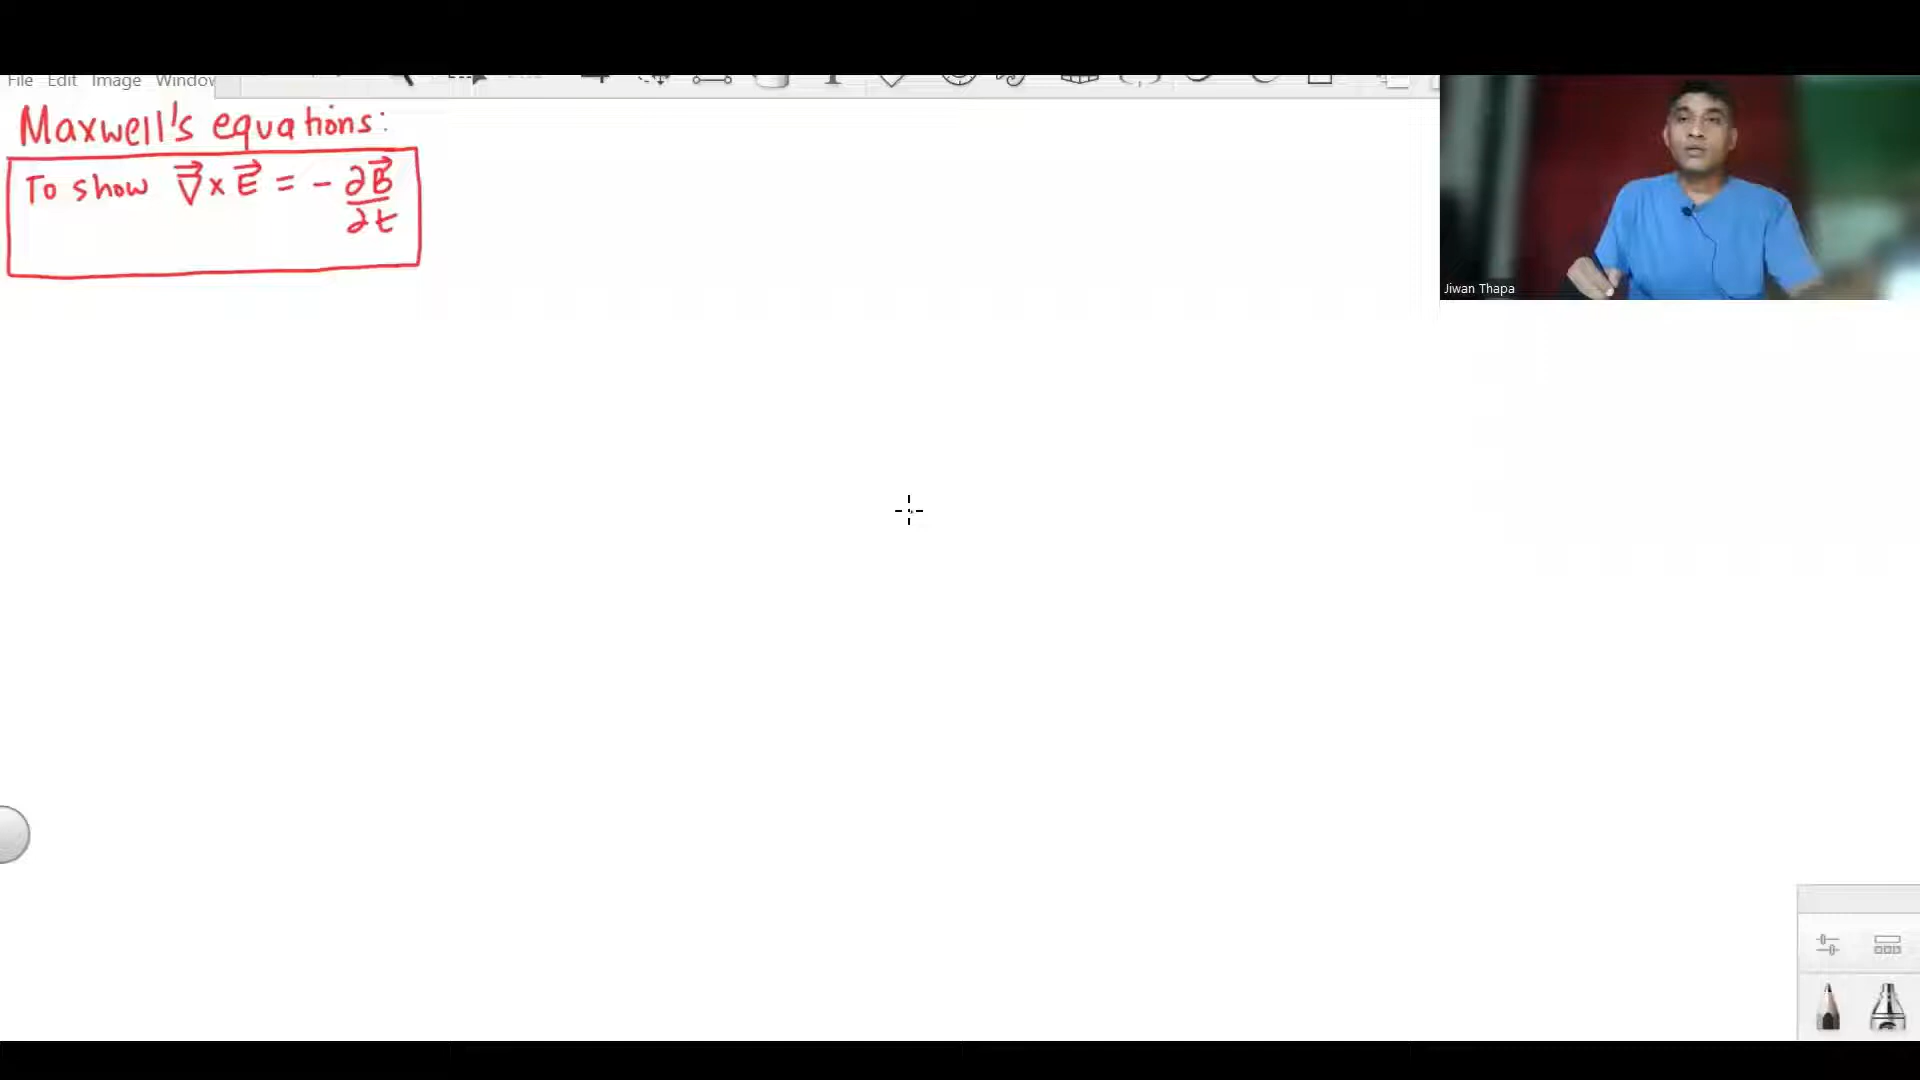 File Edit Image Window
Maxwell's equations:
To show ∇⃗ × E⃗ = - ∂B⃗
∂t
Jiwan Thapa